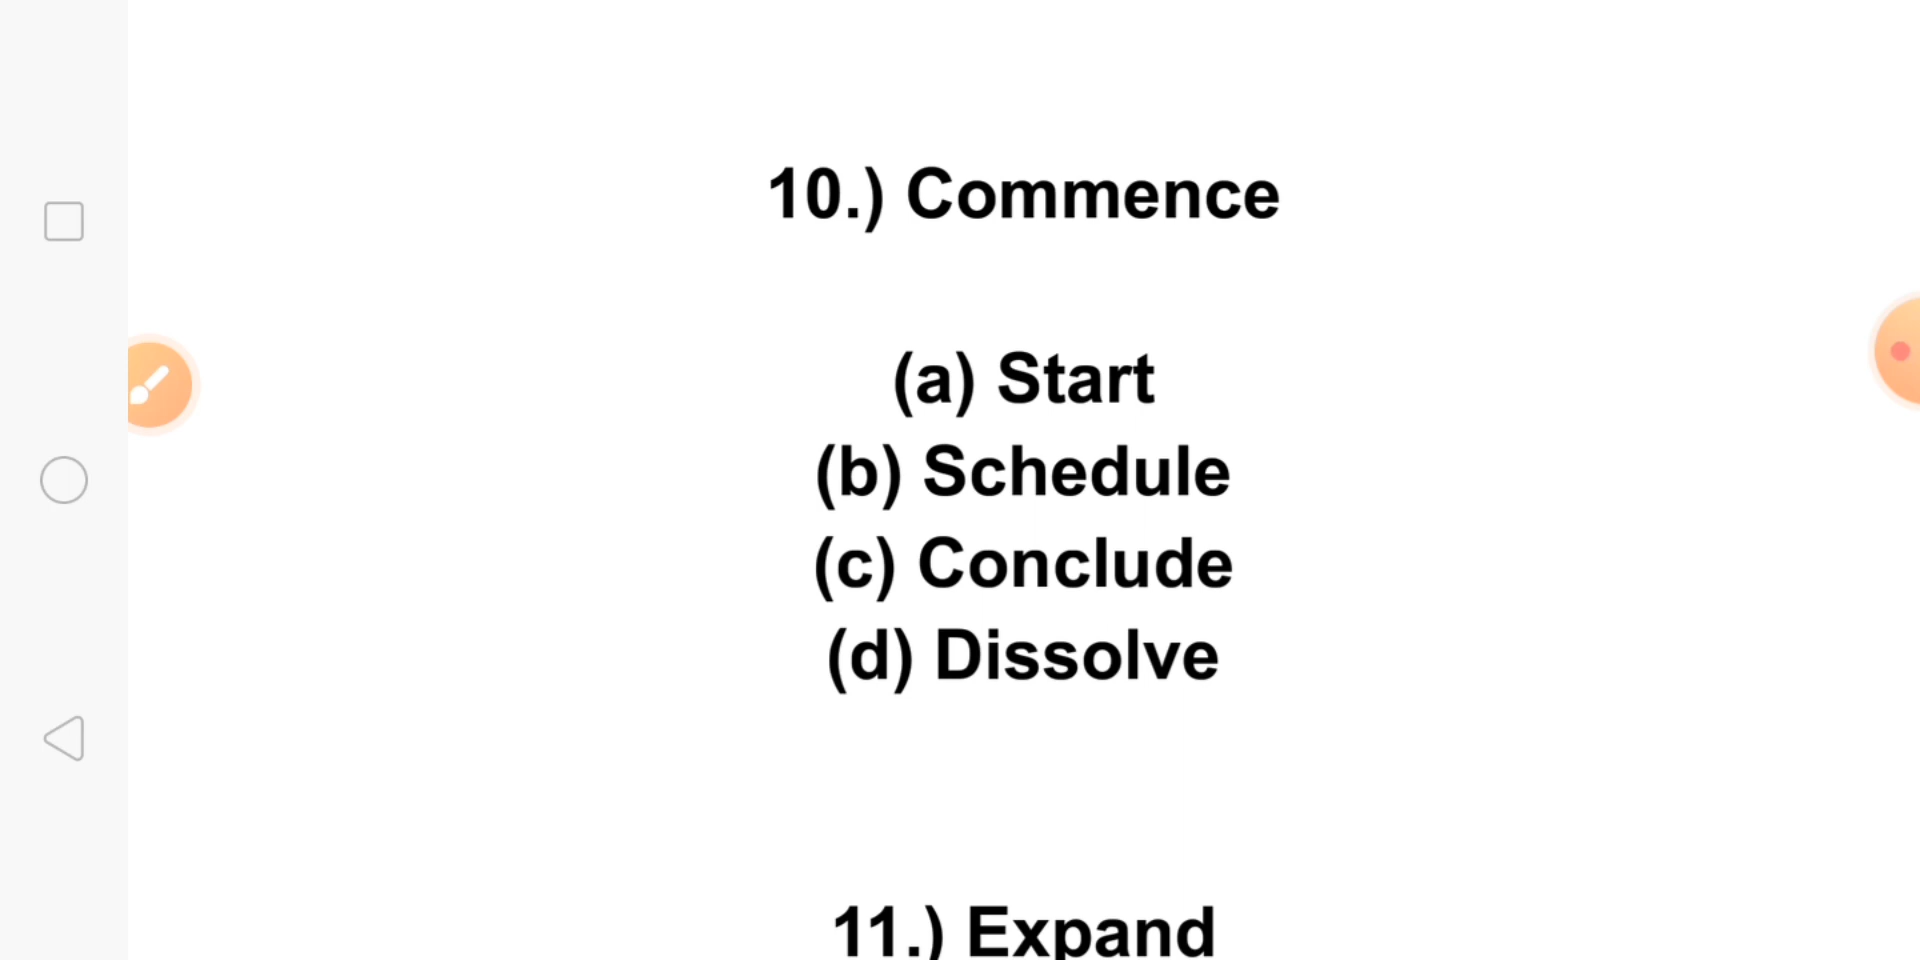 10.) Commence
(a) Start
(b) Schedule
(c) Conclude
(d) Dissolve
11.) Expand